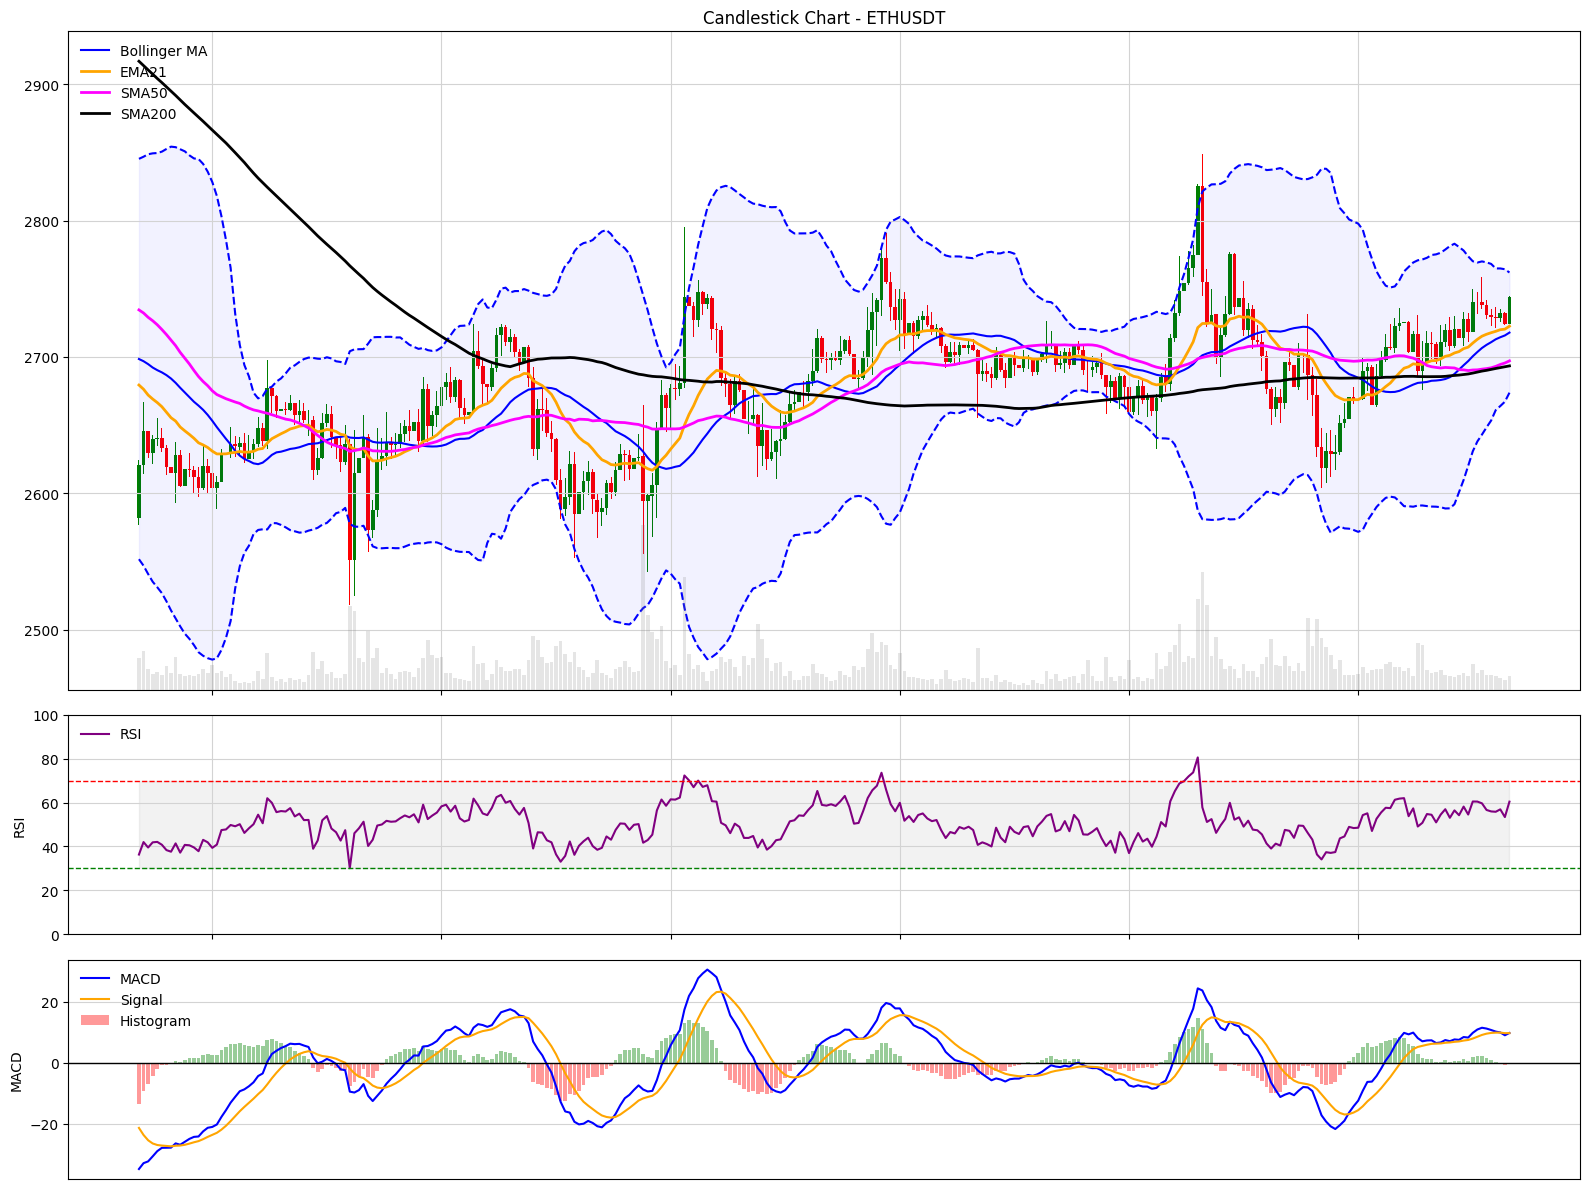 Candlestick Chart - ETHUSDT
Bollinger MA
EMA21
SMA50
SMA200
2900
2800
2700
2600
2500
RSI
100
80
60
40
20
0
RSI
MACD
Signal
Histogram
20
0
−20
MACD